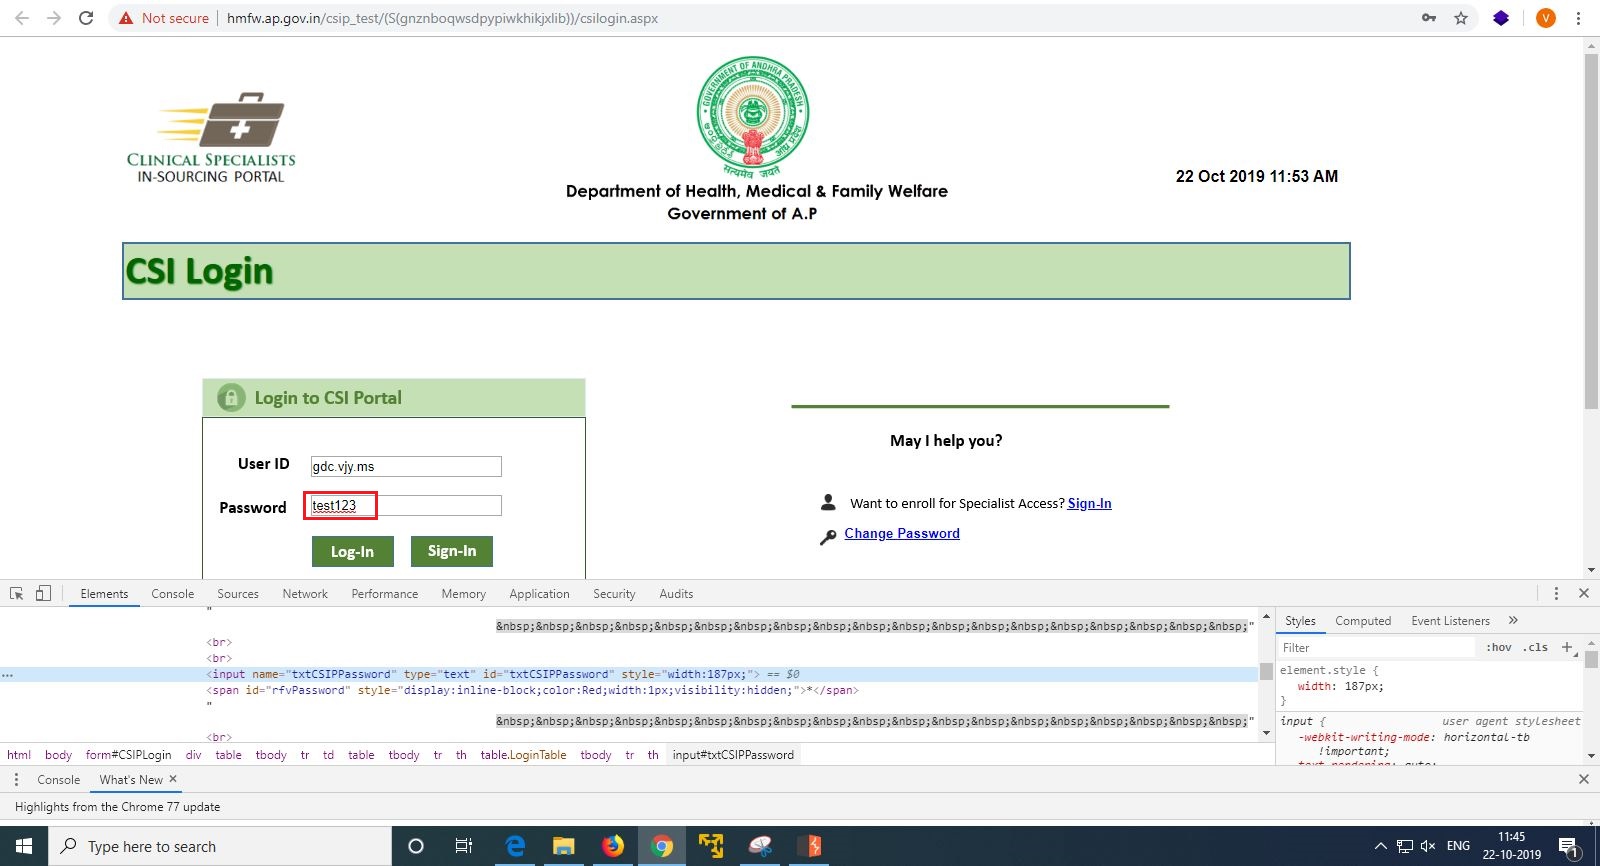 Not secure | hmfw.ap.gov.in/csip_test/(S(gnznboqwsdpypiwkhikjxlib))/csilogin.aspx
V
CLINICAL SPECIALISTS
IN-SOURCING PORTAL
GOVERNMENT OF ANDHRA PRADESH
सत्यमेव जयते
Department of Health, Medical & Family Welfare
Government of A.P
22 Oct 2019 11:53 AM
CSI Login
Login to CSI Portal
User ID gdc.vjy.ms
Password test123
Log-In Sign-In
May I help you?
Want to enroll for Specialist Access? Sign-In
Change Password
Elements Console Sources Network Performance Memory Application Security Audits
"
&nbsp;&nbsp;&nbsp;&nbsp;&nbsp;&nbsp;&nbsp;&nbsp;&nbsp;&nbsp;&nbsp;&nbsp;&nbsp;&nbsp;&nbsp;&nbsp;&nbsp;&nbsp;&nbsp;"
<br>
<br>
<input name="txtCSIPPassword" type="text" id="txtCSIPPassword" style="width:187px;"> == $0
<span id="rfvPassword" style="display:inline-block;color:Red;width:1px;visibility:hidden;">*</span>
"
&nbsp;&nbsp;&nbsp;&nbsp;&nbsp;&nbsp;&nbsp;&nbsp;&nbsp;&nbsp;&nbsp;&nbsp;&nbsp;&nbsp;&nbsp;&nbsp;&nbsp;&nbsp;&nbsp;"
<br>
html body form#CSIPLogin div table tbody tr td table tbody tr th table.LoginTable tbody tr th input#txtCSIPPassword
Styles Computed Event Listeners »
Filter :hov .cls +
element.style {
width: 187px;
}
input { user agent stylesheet
-webkit-writing-mode: horizontal-tb
!important;
text-rendering: auto;
Console What's New ×
Highlights from the Chrome 77 update
Type here to search
ENG
11:45
22-10-2019
1